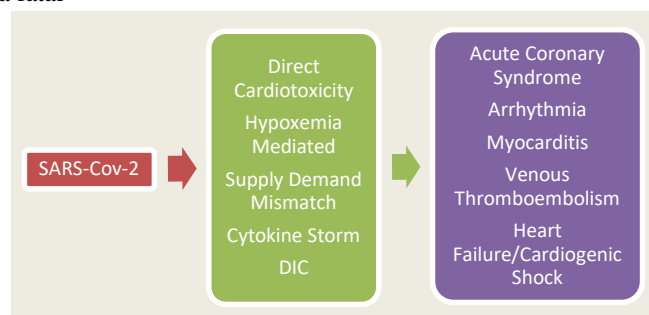 SARS-Cov-2
Direct
Cardiotoxicity
Hypoxemia
Mediated
Supply Demand
Mismatch
Cytokine Storm
DIC
Acute Coronary
Syndrome
Arrhythmia
Myocarditis
Venous
Thromboembolism
Heart
Failure/Cardiogenic
Shock